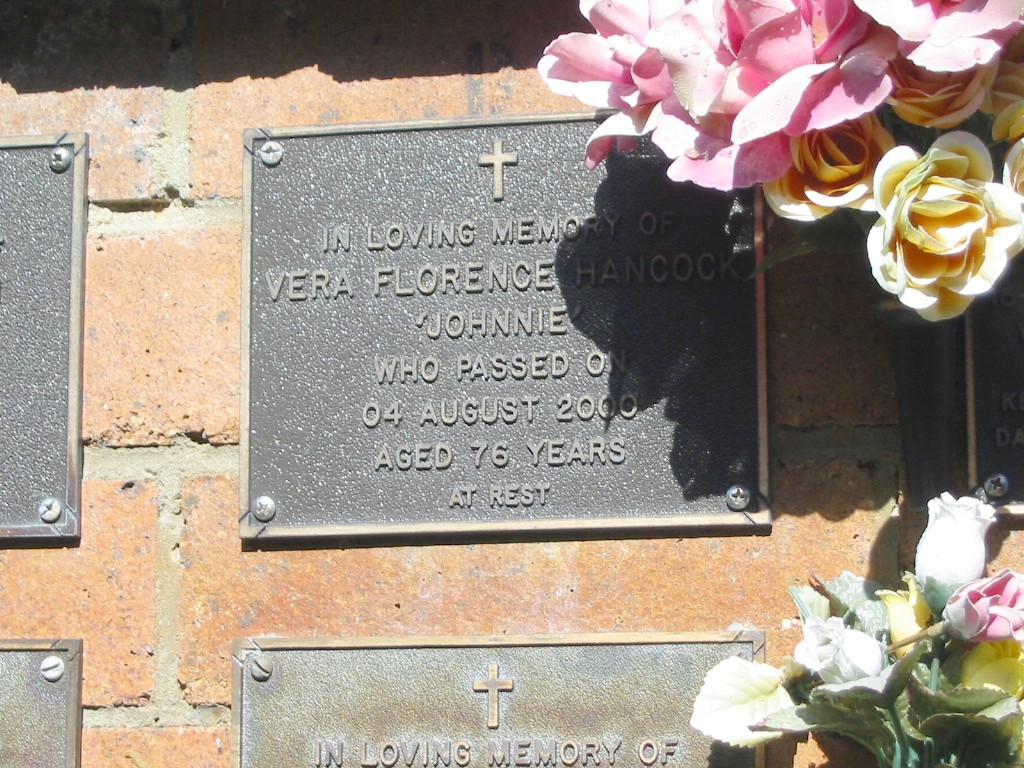 IN LOVING MEMORY OF
VERA FLORENCE HANCOCK
'JOHNNIE'
WHO PASSED ON
04 AUGUST 2000
AGED 76 YEARS
AT REST
IN LOVING MEMORY OF